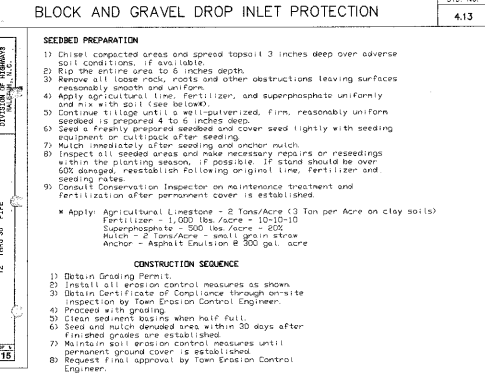 STD. NO.
BLOCK AND GRAVEL DROP INLET PROTECTION
4.13
DIVISION OF HIGHWAYS
RALEIGH, N.C.
12 THRU 36 PIPE
15
SEEDBED PREPARATION
1) Chisel compacted areas and spread topsoil 3 inches deep over adverse
soil conditions, if available.
2) Rip the entire area to 6 inches depth.
3) Remove all loose rock, roots and other obstructions leaving surfaces
reasonably smooth and uniform.
4) Apply agricultural lime, fertilizer, and superphosphate uniformly
and mix with soil (see below*).
5) Continue tillage until a well-pulverized, firm, reasonably uniform
seedbed is prepared 4 to 6 inches deep.
6) Seed a freshly prepared seedbed and cover seed lightly with seeding
equipment or cultipack after seeding.
7) Mulch immediately after seeding and anchor mulch.
8) Inspect all seeded areas and make necessary repairs or reseedings
within the planting season, if possible. If stand should be over
60% damaged, reestablish following original lime, fertilizer and
seeding rates.
9) Consult Conservation Inspector on maintenance treatment and
fertilization after permanent cover is established.
* Apply: Agricultural Limestone - 2 Tons/Acre (3 Ton per Acre on clay soils)
Fertilizer - 1,000 lbs./acre - 10-10-10
Superphosphate - 500 lbs./acre - 20%
Mulch - 2 Tons/Acre - small grain straw
Anchor - Asphalt Emulsion @ 300 gal. acre
CONSTRUCTION SEQUENCE
1) Obtain Grading Permit.
2) Install all erosion control measures as shown.
3) Obtain Certificate of Compliance through on-site
inspection by Town Erosion Control Engineer.
4) Proceed with grading.
5) Clean sediment basins when half full.
6) Seed and mulch denuded area within 30 days after
finished grades are established.
7) Maintain soil erosion control measures until
permanent ground cover is established.
8) Request final approval by Town Erosion Control
Engineer.